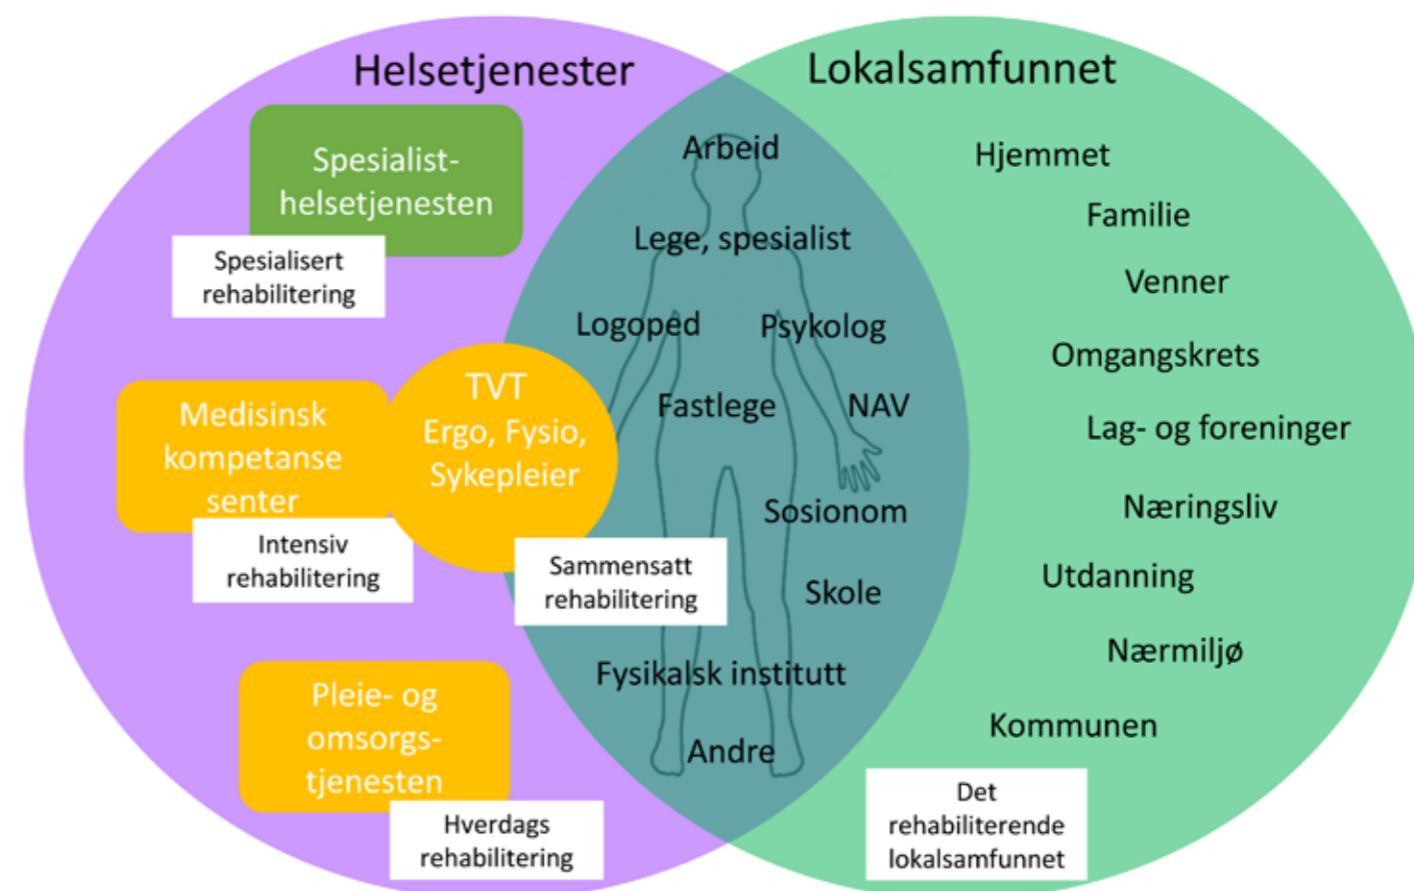 Helsetjenester
Spesialist-
helsetjenesten
Spesialisert
rehabilitering
Medisinsk
kompetanse
senter
Intensiv
rehabilitering
TVT
Ergo, Fysio,
Sykepleier
Sammensatt
rehabilitering
Pleie- og
omsorgs-
tjenesten
Hverdags
rehabilitering
Arbeid
Lege, spesialist
Logoped
Psykolog
Fastlege
NAV
Sosionom
Skole
Fysikalsk institutt
Andre
Lokalsamfunnet
Hjemmet
Familie
Venner
Omgangskrets
Lag- og foreninger
Næringsliv
Utdanning
Nærmiljø
Kommunen
Det
rehabiliterende
lokalsamfunnet